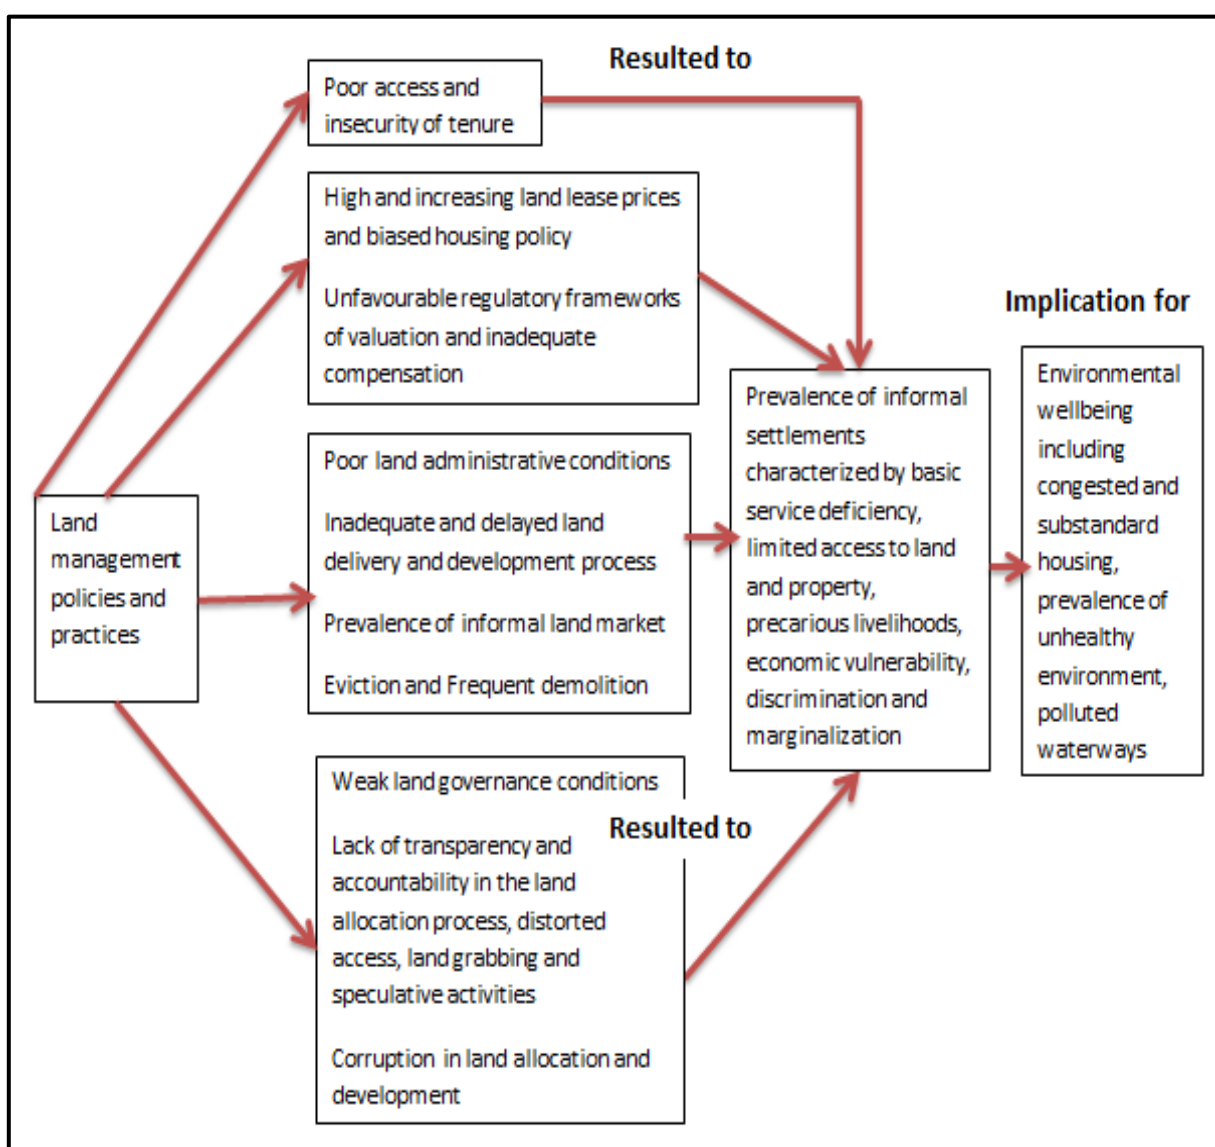 Resulted to
Poor access and
insecurity of tenure
High and increasing land lease prices
and biased housing policy
Unfavourable regulatory frameworks
of valuation and inadequate
compensation
Poor land administrative conditions
Inadequate and delayed land
delivery and development process
Prevalence of informal land market
Eviction and Frequent demolition
Land
management
policies and
practices
Weak land governance conditions
Resulted to
Lack of transparency and
accountability in the land
allocation process, distorted
access, land grabbing and
speculative activities
Corruption in land allocation and
development
Prevalence of informal
settlements
characterized by basic
service deficiency,
limited access to land
and property,
precarious livelihoods,
economic vulnerability,
discrimination and
marginalization
Implication for
Environmental
wellbeing
including
congested and
substandard
housing,
prevalence of
unhealthy
environment,
polluted
waterways